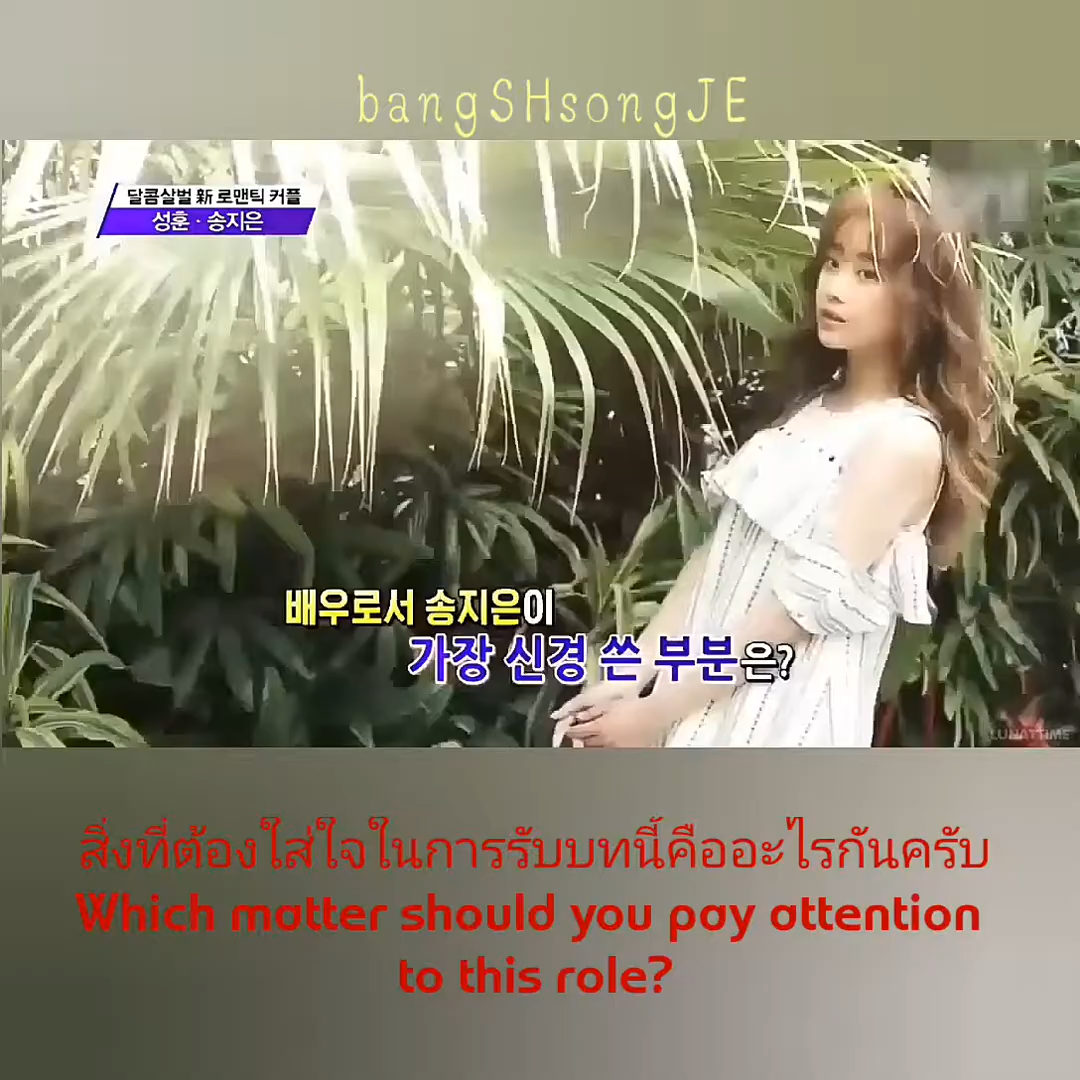 bangSHsongJE
달콤살벌 新 로맨틱 커플
성훈 · 송지은
배우로서 송지은이
가장 신경 쓴 부분은?
LUNATTIME
สิ่งที่ต้องใส่ใจในการรับบทนี้คืออะไรกันครับ
Which matter should you pay attention
to this role?